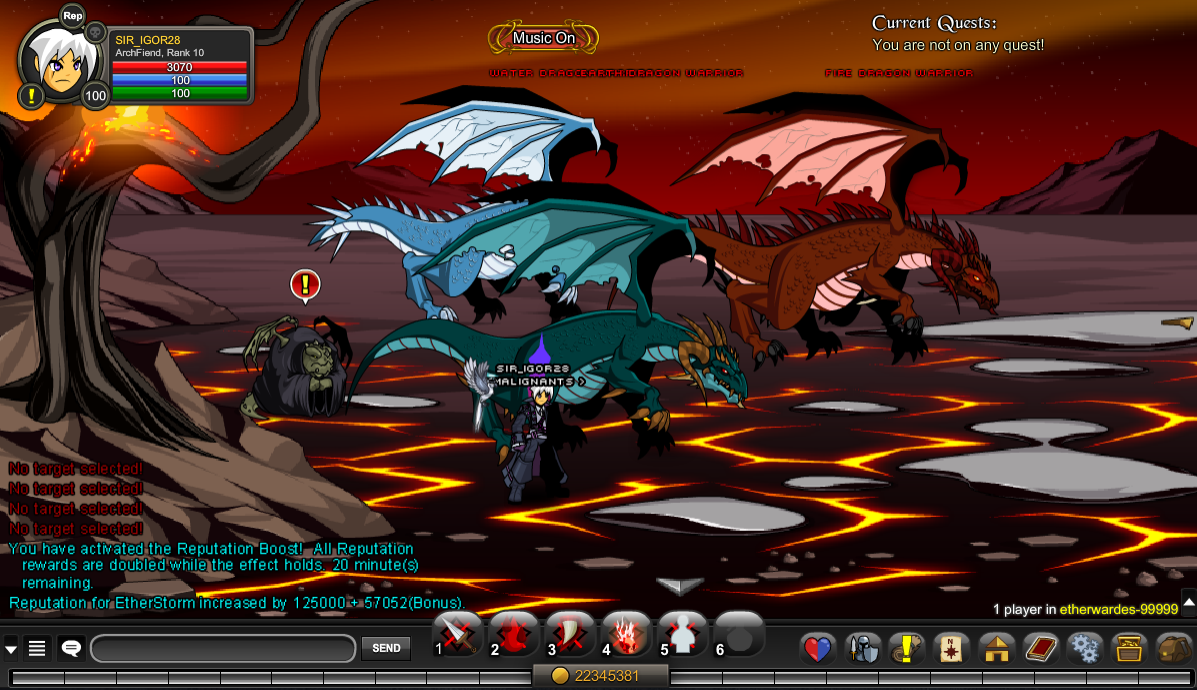 Rep
SIR_IGOR28
ArchFiend, Rank 10
3070
100
100
100
Music On
Current Quests:
You are not on any quest!
WATER EARTH DRAGON WARRIOR
FIRE DRAGON WARRIOR
SIR_IGOR28
MALIGNANTS >
No target selected!
No target selected!
No target selected!
No target selected!
You have activated the Reputation Boost! All Reputation
rewards are doubled while the effect holds. 20 minute(s)
remaining.
Reputation for EtherStorm increased by 125000 + 57052(Bonus).
1 player in etherwardes-99999
SEND
1 2 3 4 5 6
N
22345381